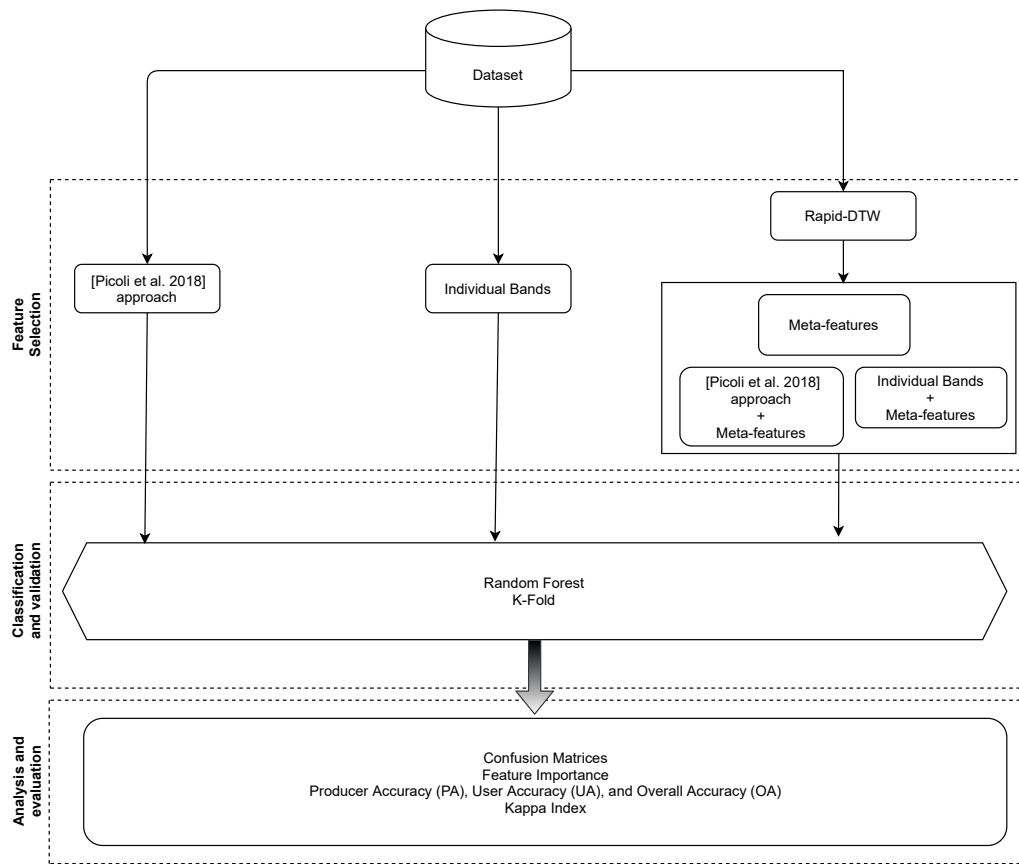 Dataset
Feature
Selection
Rapid-DTW
[Picoli et al. 2018]
approach
Individual Bands
Meta-features
[Picoli et al. 2018]
approach
+
Meta-features
Individual Bands
+
Meta-features
Classification
and validation
Random Forest
K-Fold
Analysis and
evaluation
Confusion Matrices
Feature Importance
Producer Accuracy (PA), User Accuracy (UA), and Overall Accuracy (OA)
Kappa Index